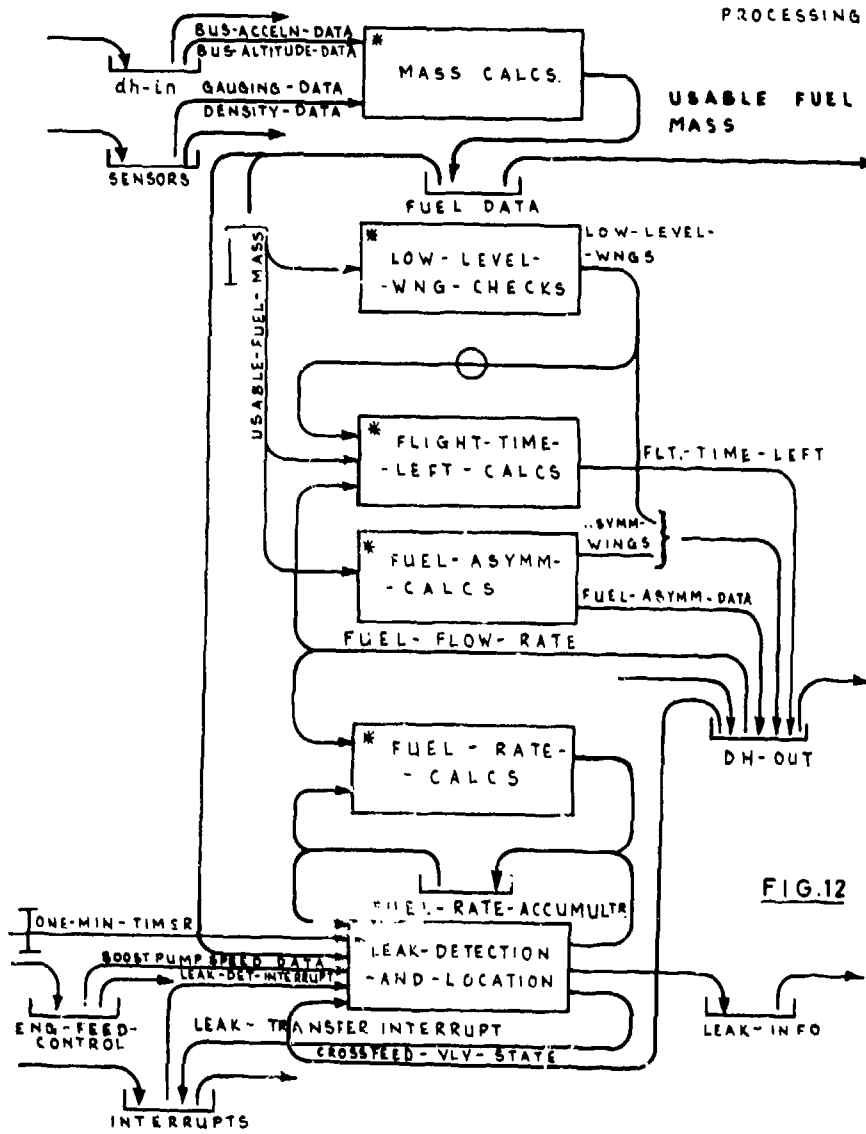 PROCESSING
BUS-ACCELN-DATA
BUS-ALTITUDE-DATA
dh-in
GAUGING-DATA
DENSITY-DATA
SENSORS
*
MASS CALCS.
USABLE FUEL
MASS
FUEL DATA
USABLE-FUEL-MASS
*
LOW-LEVEL-
-WNG-CHECKS
LOW-LEVEL-
-WNGS
*
FLIGHT-TIME-
-LEFT-CALCS
FLT.-TIME-LEFT
*
FUEL-ASYMM-
-CALCS
..SYMM-
WINGS
FUEL-ASYMM-DATA
FUEL-FLOW-RATE
DH-OUT
*
FUEL-RATE-
-CALCS
FUEL-RATE-ACCUMULTR
FIG.12
ONE-MIN-TIMER
BOOST PUMP SPEED DATA
LEAK-DET-INTERRUPT
LEAK-DETECTION
-AND-LOCATION
ENG-FEED-
CONTROL
LEAK-TRANSFER INTERRUPT
CROSSFEED-VLV-STATE
LEAK-INFO
INTERRUPTS